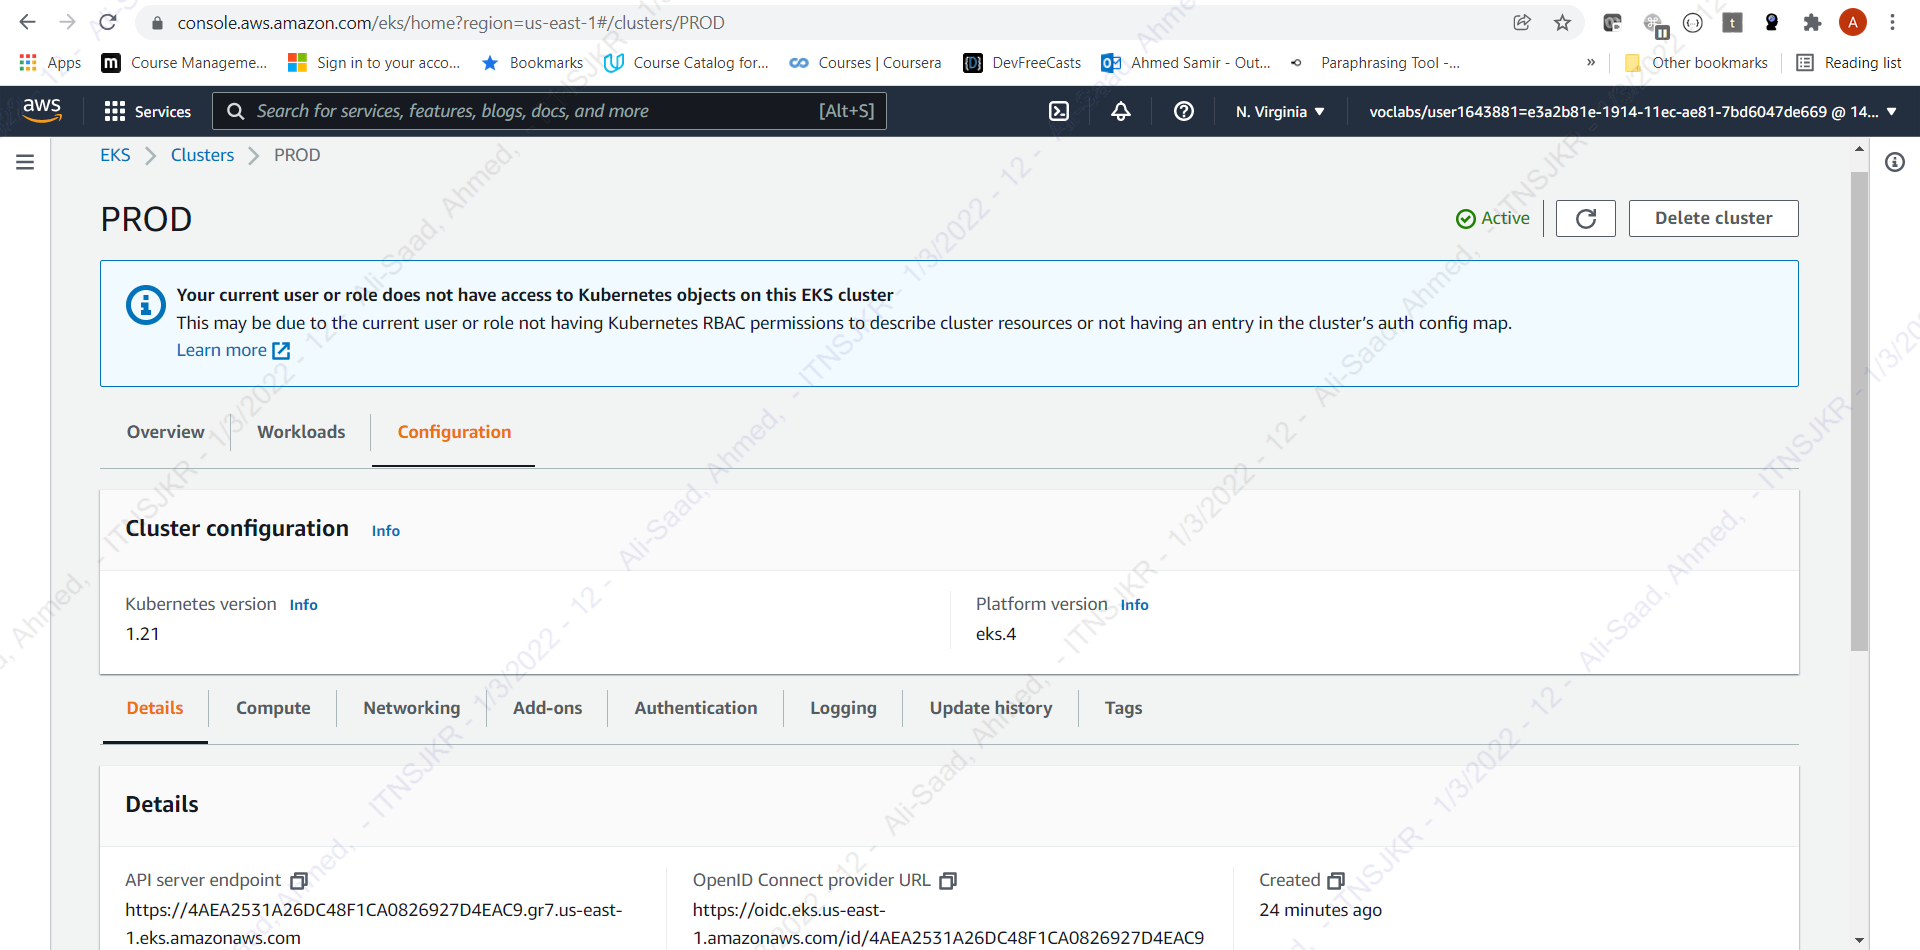 console.aws.amazon.com/eks/home?region=us-east-1#/clusters/PROD
A
Apps
m Course Manageme...
Sign in to your acco...
Bookmarks
Course Catalog for...
Courses | Coursera
DevFreeCasts
Ahmed Samir - Out...
Paraphrasing Tool -...
»
Other bookmarks
Reading list
aws
Services
Search for services, features, blogs, docs, and more [Alt+S]
N. Virginia
voclabs/user1643881=e3a2b81e-1914-11ec-ae81-7bd6047de669 @ 14...
EKS > Clusters > PROD
PROD
Active
Delete cluster
Your current user or role does not have access to Kubernetes objects on this EKS cluster
This may be due to the current user or role not having Kubernetes RBAC permissions to describe cluster resources or not having an entry in the cluster's auth config map.
Learn more
Overview
Workloads
Configuration
Cluster configuration Info
Kubernetes version Info
1.21
Platform version Info
eks.4
Details
Compute
Networking
Add-ons
Authentication
Logging
Update history
Tags
Details
API server endpoint
https://4AEA2531A26DC48F1CA0826927D4EAC9.gr7.us-east-
1.eks.amazonaws.com
OpenID Connect provider URL
https://oidc.eks.us-east-
1.amazonaws.com/id/4AEA2531A26DC48F1CA0826927D4EAC9
Created
24 minutes ago
Ali-Saad, Ahmed, - ITNSJKR - 1/3/2022 - 12 -